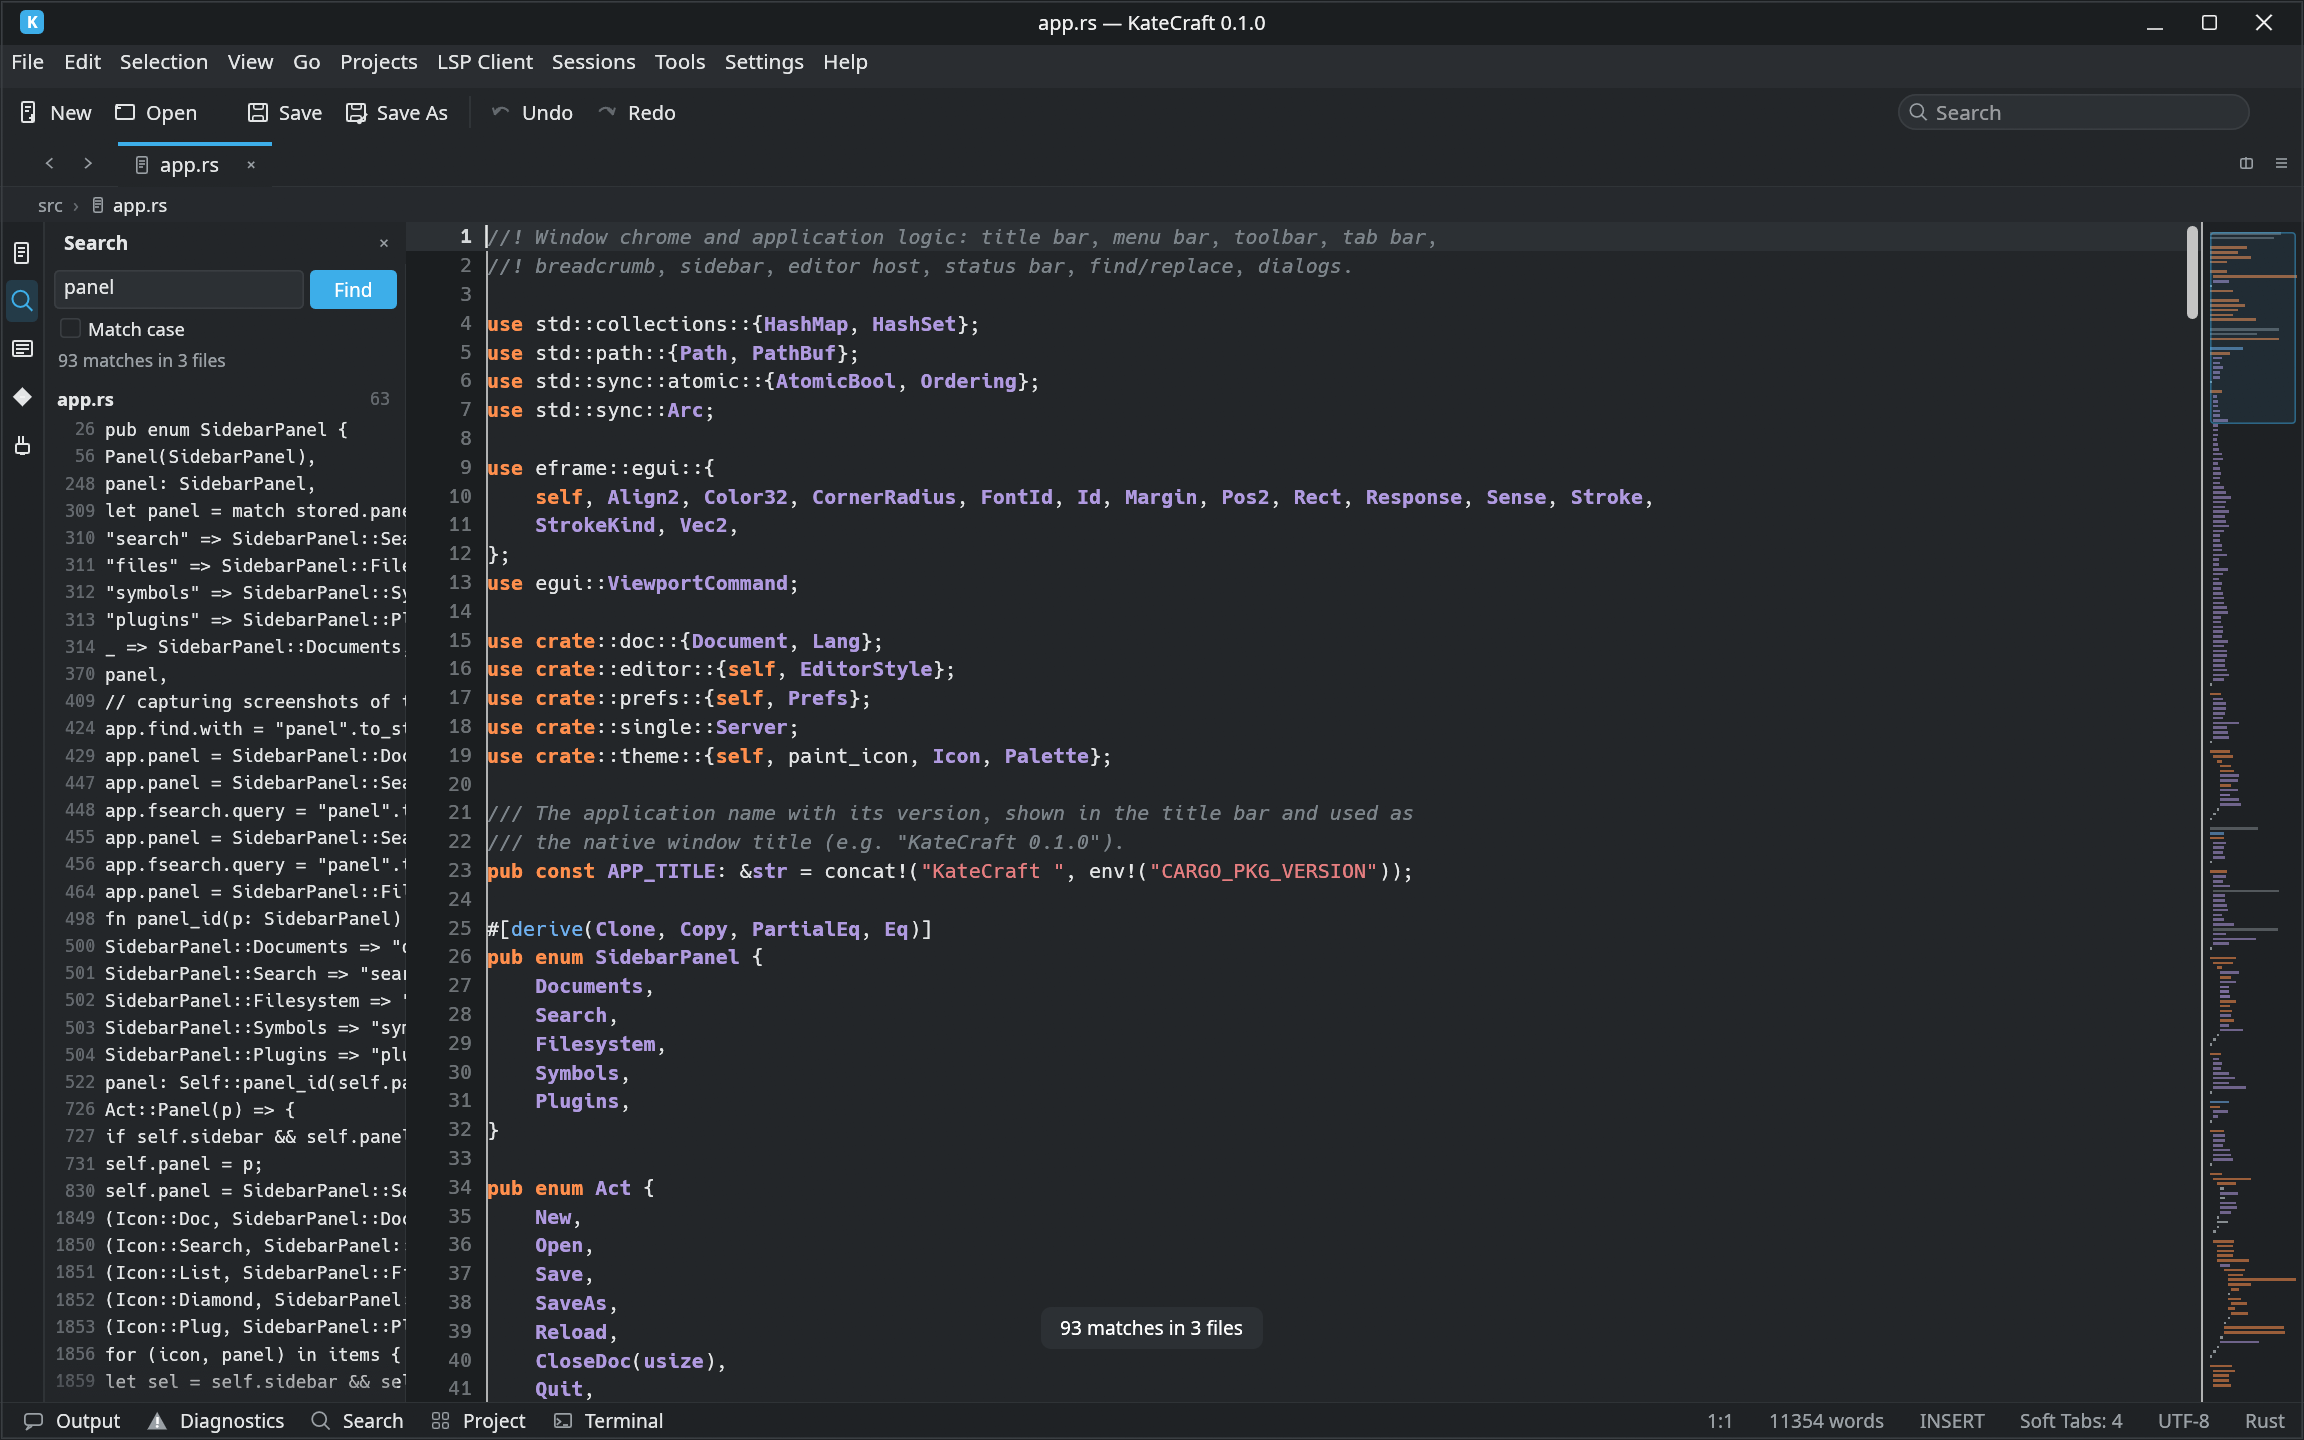 K
app.rs — KateCraft 0.1.0
File Edit Selection View Go Projects LSP Client Sessions Tools Settings Help
New Open Save Save As Undo Redo
Search
app.rs ×
src › app.rs
Search ×
panel
Find
Match case
93 matches in 3 files
app.rs 63
26 pub enum SidebarPanel {
56 Panel(SidebarPanel),
248 panel: SidebarPanel,
309 let panel = match stored.pane
310 "search" => SidebarPanel::Sea
311 "files" => SidebarPanel::File
312 "symbols" => SidebarPanel::Sy
313 "plugins" => SidebarPanel::Pl
314 _ => SidebarPanel::Documents,
370 panel,
409 // capturing screenshots of t
424 app.find.with = "panel".to_st
429 app.panel = SidebarPanel::Doc
447 app.panel = SidebarPanel::Sea
448 app.fsearch.query = "panel".t
455 app.panel = SidebarPanel::Sea
456 app.fsearch.query = "panel".t
464 app.panel = SidebarPanel::Fil
498 fn panel_id(p: SidebarPanel)
500 SidebarPanel::Documents => "d
501 SidebarPanel::Search => "sear
502 SidebarPanel::Filesystem => "
503 SidebarPanel::Symbols => "sym
504 SidebarPanel::Plugins => "plu
522 panel: Self::panel_id(self.pa
726 Act::Panel(p) => {
727 if self.sidebar && self.panel
731 self.panel = p;
830 self.panel = SidebarPanel::Se
1849 (Icon::Doc, SidebarPanel::Doc
1850 (Icon::Search, SidebarPanel::
1851 (Icon::List, SidebarPanel::Fi
1852 (Icon::Diamond, SidebarPanel:
1853 (Icon::Plug, SidebarPanel::Pl
1856 for (icon, panel) in items {
1859 let sel = self.sidebar && sel
1 //! Window chrome and application logic: title bar, menu bar, toolbar, tab bar,
2 //! breadcrumb, sidebar, editor host, status bar, find/replace, dialogs.
3
4 use std::collections::{HashMap, HashSet};
5 use std::path::{Path, PathBuf};
6 use std::sync::atomic::{AtomicBool, Ordering};
7 use std::sync::Arc;
8
9 use eframe::egui::{
10     self, Align2, Color32, CornerRadius, FontId, Id, Margin, Pos2, Rect, Response, Sense, Stroke,
11     StrokeKind, Vec2,
12 };
13 use egui::ViewportCommand;
14
15 use crate::doc::{Document, Lang};
16 use crate::editor::{self, EditorStyle};
17 use crate::prefs::{self, Prefs};
18 use crate::single::Server;
19 use crate::theme::{self, paint_icon, Icon, Palette};
20
21 /// The application name with its version, shown in the title bar and used as
22 /// the native window title (e.g. "KateCraft 0.1.0").
23 pub const APP_TITLE: &str = concat!("KateCraft ", env!("CARGO_PKG_VERSION"));
24
25 #[derive(Clone, Copy, PartialEq, Eq)]
26 pub enum SidebarPanel {
27     Documents,
28     Search,
29     Filesystem,
30     Symbols,
31     Plugins,
32 }
33
34 pub enum Act {
35     New,
36     Open,
37     Save,
38     SaveAs,
39     Reload,
40     CloseDoc(usize),
41     Quit,
93 matches in 3 files
Output Diagnostics Search Project Terminal
1:1 11354 words INSERT Soft Tabs: 4 UTF-8 Rust